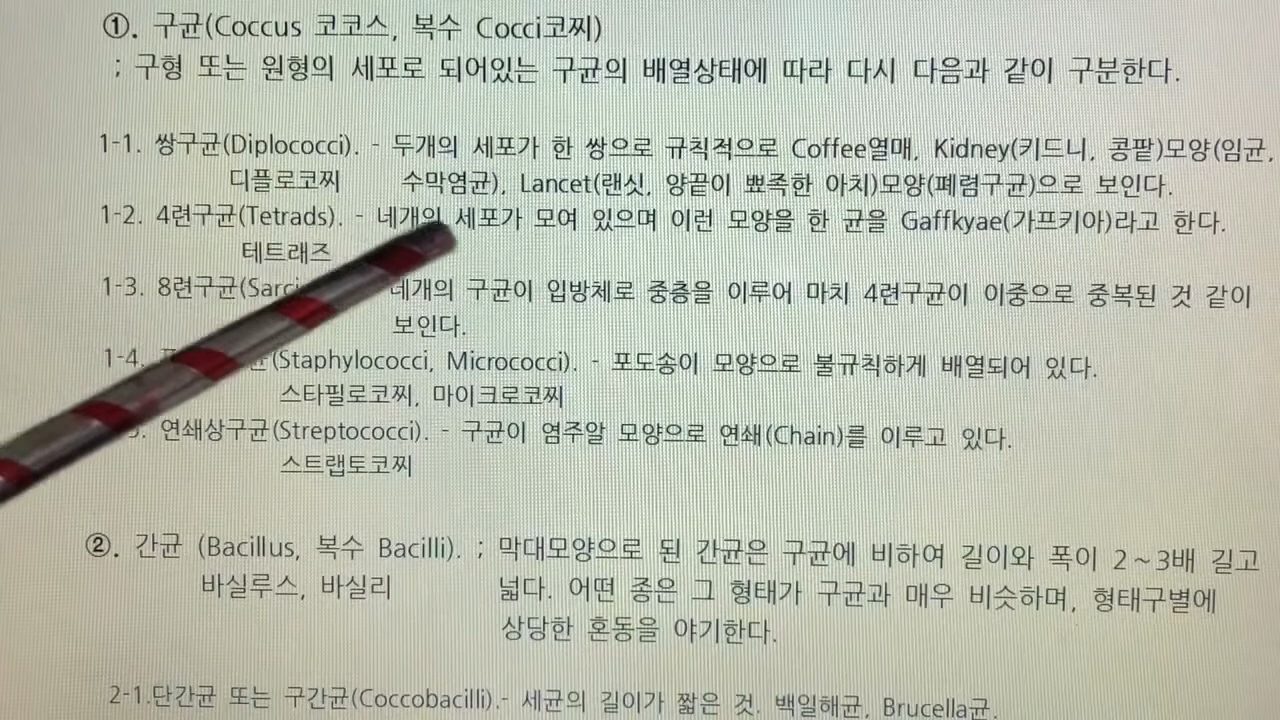 ①. 구균(Coccus 코코스, 복수 Cocci코찌)
; 구형 또는 원형의 세포로 되어있는 구균의 배열상태에 따라 다시 다음과 같이 구분한다.
1-1. 쌍구균(Diplococci). - 두개의 세포가 한 쌍으로 규칙적으로 Coffee열매, Kidney(키드니, 콩팥)모양(임균,
디플로코찌 수막염균), Lancet(랜싯, 양끝이 뾰족한 아치)모양(폐렴구균)으로 보인다.
1-2. 4련구균(Tetrads). - 네개의 세포가 모여 있으며 이런 모양을 한 균을 Gaffkyae(가프키아)라고 한다.
테트래즈
1-3. 8련구균 네개의 구균이 입방체로 중층을 이루어 마치 4련구균이 이중으로 중복된 것 같이
보인다.
1-4. (Staphylococci, Micrococci). - 포도송이 모양으로 불규칙하게 배열되어 있다.
스타필로코찌, 마이크로코찌
연쇄상구균(Streptococci). - 구균이 염주알 모양으로 연쇄(Chain)를 이루고 있다.
스트랩토코찌
②. 간균 (Bacillus, 복수 Bacilli). ; 막대모양으로 된 간균은 구균에 비하여 길이와 폭이 2~3배 길고
바실루스, 바실리 넓다. 어떤 종은 그 형태가 구균과 매우 비슷하며, 형태구별에
상당한 혼동을 야기한다.
2-1.단간균 또는 구간균(Coccobacilli).- 세균의 길이가 짧은 것. 백일해균, Brucella균.